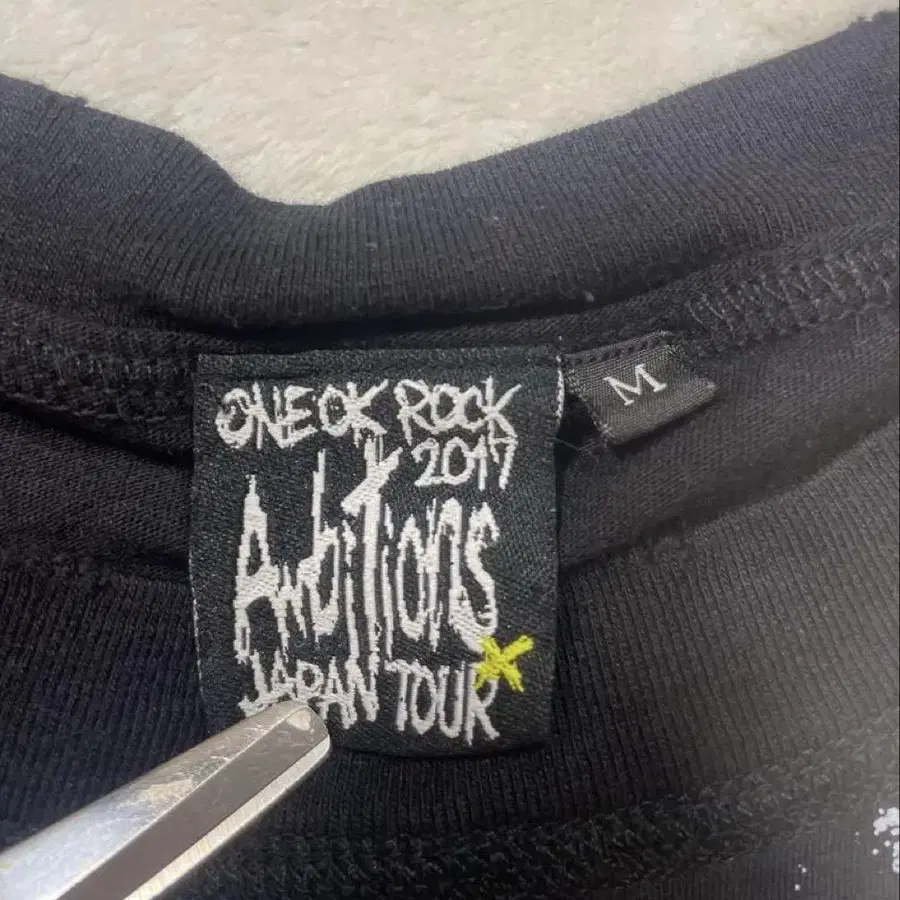 ONE OK ROCK
2017
Ambitions
JAPAN TOUR
M